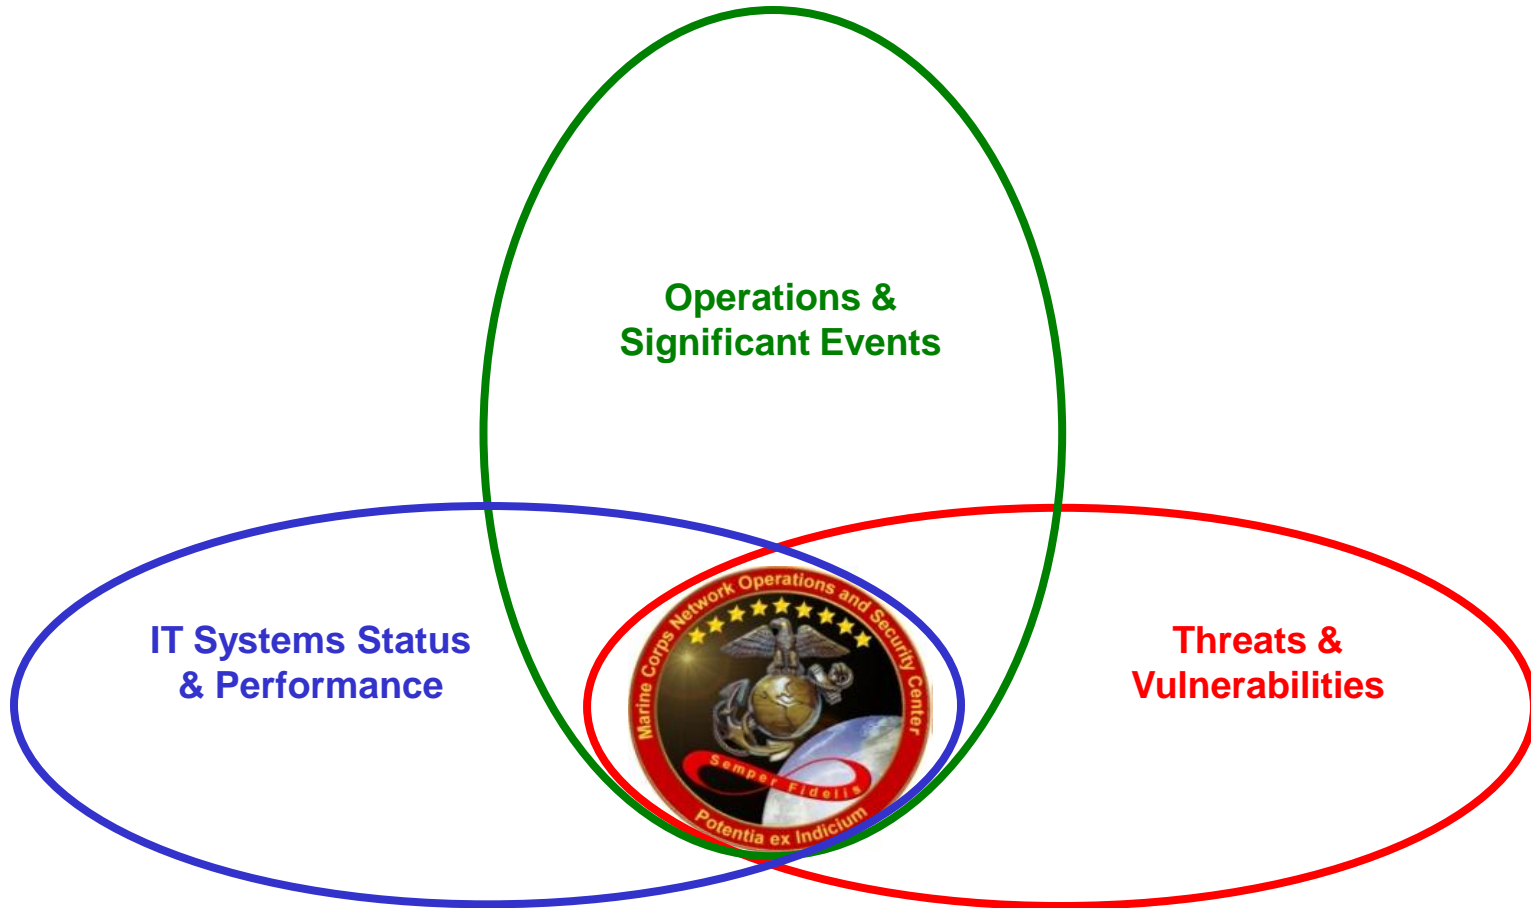 Operations &
Significant Events
IT Systems Status
& Performance
Marine Corps Network Operations and Security Center
Semper Fidelis
Potentia ex Indicium
Threats &
Vulnerabilities